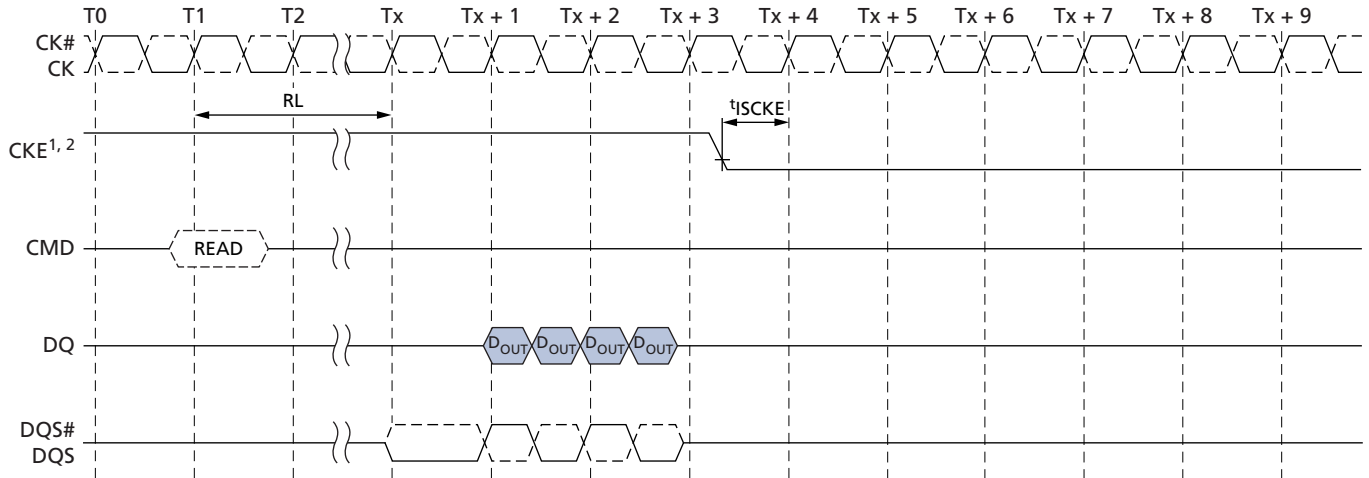 T0 T1 T2 Tx Tx + 1 Tx + 2 Tx + 3 Tx + 4 Tx + 5 Tx + 6 Tx + 7 Tx + 8 Tx + 9
CK#
CK
RL
tISCKE
CKE1, 2
CMD READ
DQ DOUT DOUT DOUT DOUT
DQS#
DQS